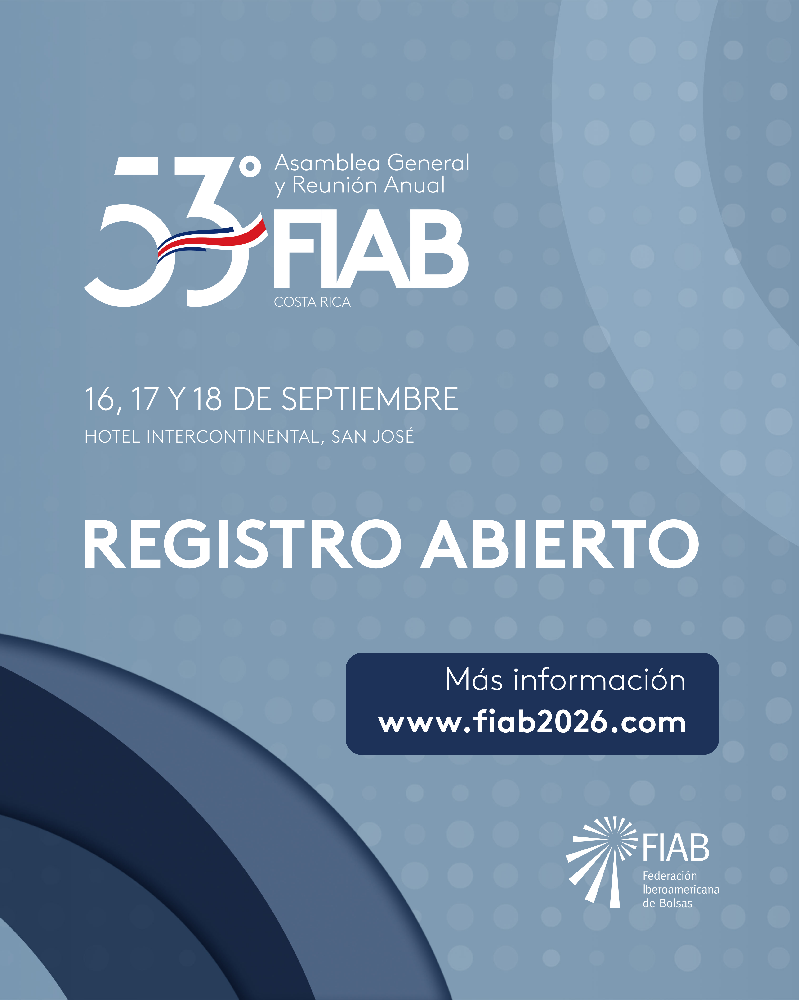 53° Asamblea General
y Reunión Anual
FIAB
COSTA RICA
16, 17 Y 18 DE SEPTIEMBRE
HOTEL INTERCONTINENTAL, SAN JOSÉ
REGISTRO ABIERTO
Más información
www.fiab2026.com
FIAB
Federación
Iberoamericana
de Bolsas